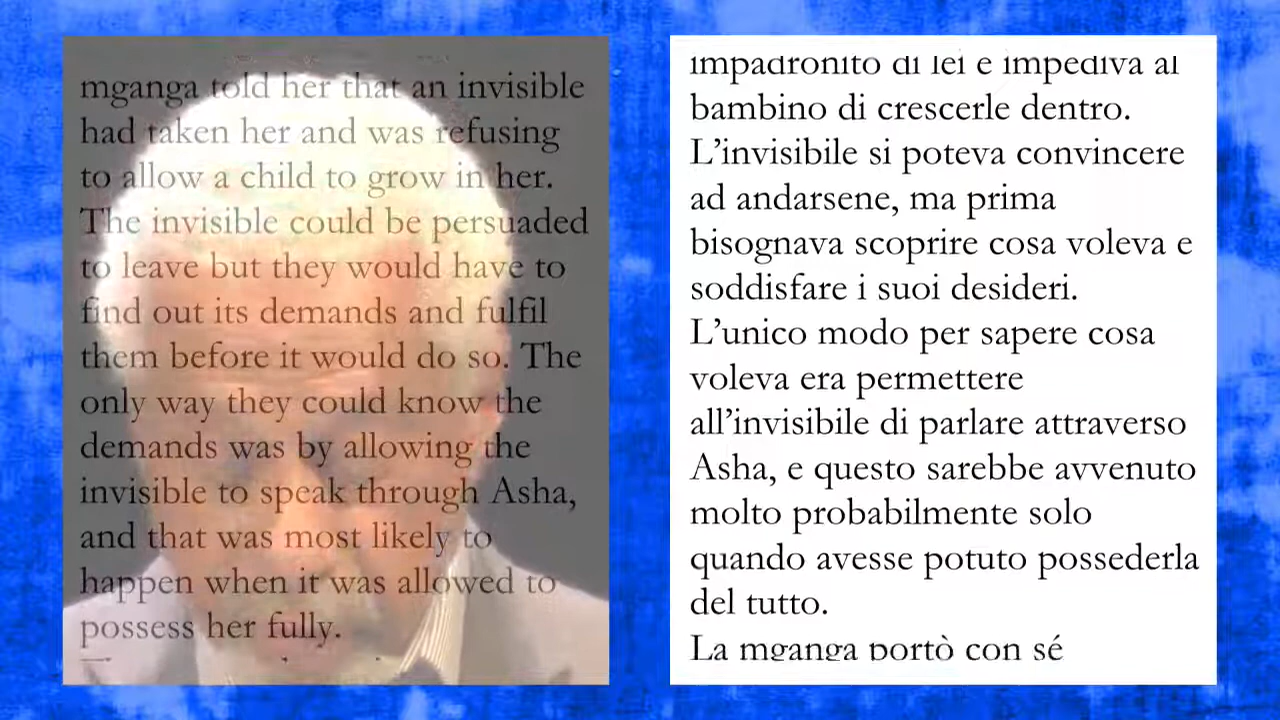 mganga told her that an invisible
had taken her and was refusing
to allow a child to grow in her.
The invisible could be persuaded
to leave but they would have to
find out its demands and fulfil
them before it would do so. The
only way they could know the
demands was by allowing the
invisible to speak through Asha,
and that was most likely to
happen when it was allowed to
possess her fully.
impadronito di lei e impediva al
bambino di crescerle dentro.
L’invisibile si poteva convincere
ad andarsene, ma prima
bisognava scoprire cosa voleva e
soddisfare i suoi desideri.
L’unico modo per sapere cosa
voleva era permettere
all’invisibile di parlare attraverso
Asha, e questo sarebbe avvenuto
molto probabilmente solo
quando avesse potuto possederla
del tutto.
La mganga portò con sé